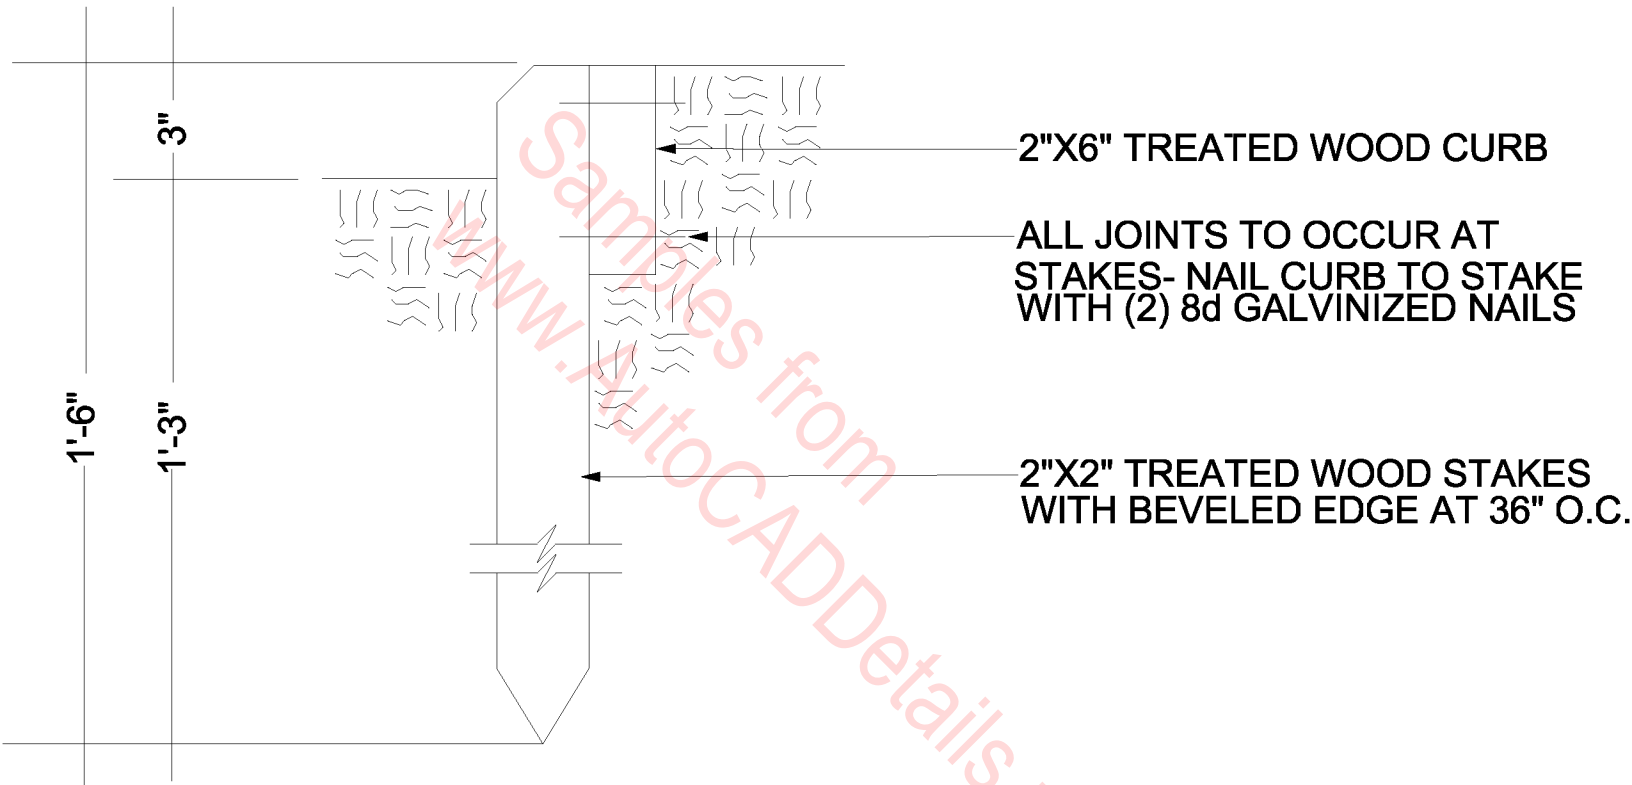 3"
1'-6"
1'-3"
2"X6" TREATED WOOD CURB
ALL JOINTS TO OCCUR AT
STAKES- NAIL CURB TO STAKE
WITH (2) 8d GALVINIZED NAILS
2"X2" TREATED WOOD STAKES
WITH BEVELED EDGE AT 36" O.C.
Samples from
www.AutoCADDetails.